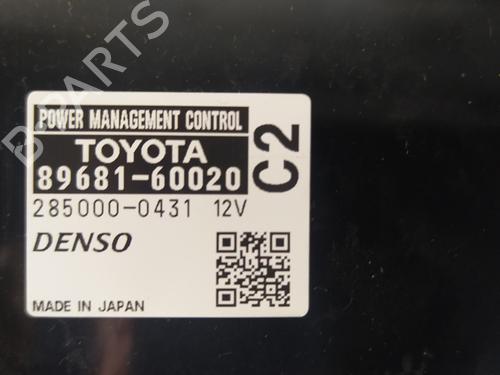 POWER MANAGEMENT CONTROL
TOYOTA
89681-60020
C2
285000-0431 12V
DENSO
MADE IN JAPAN
B-PARTS